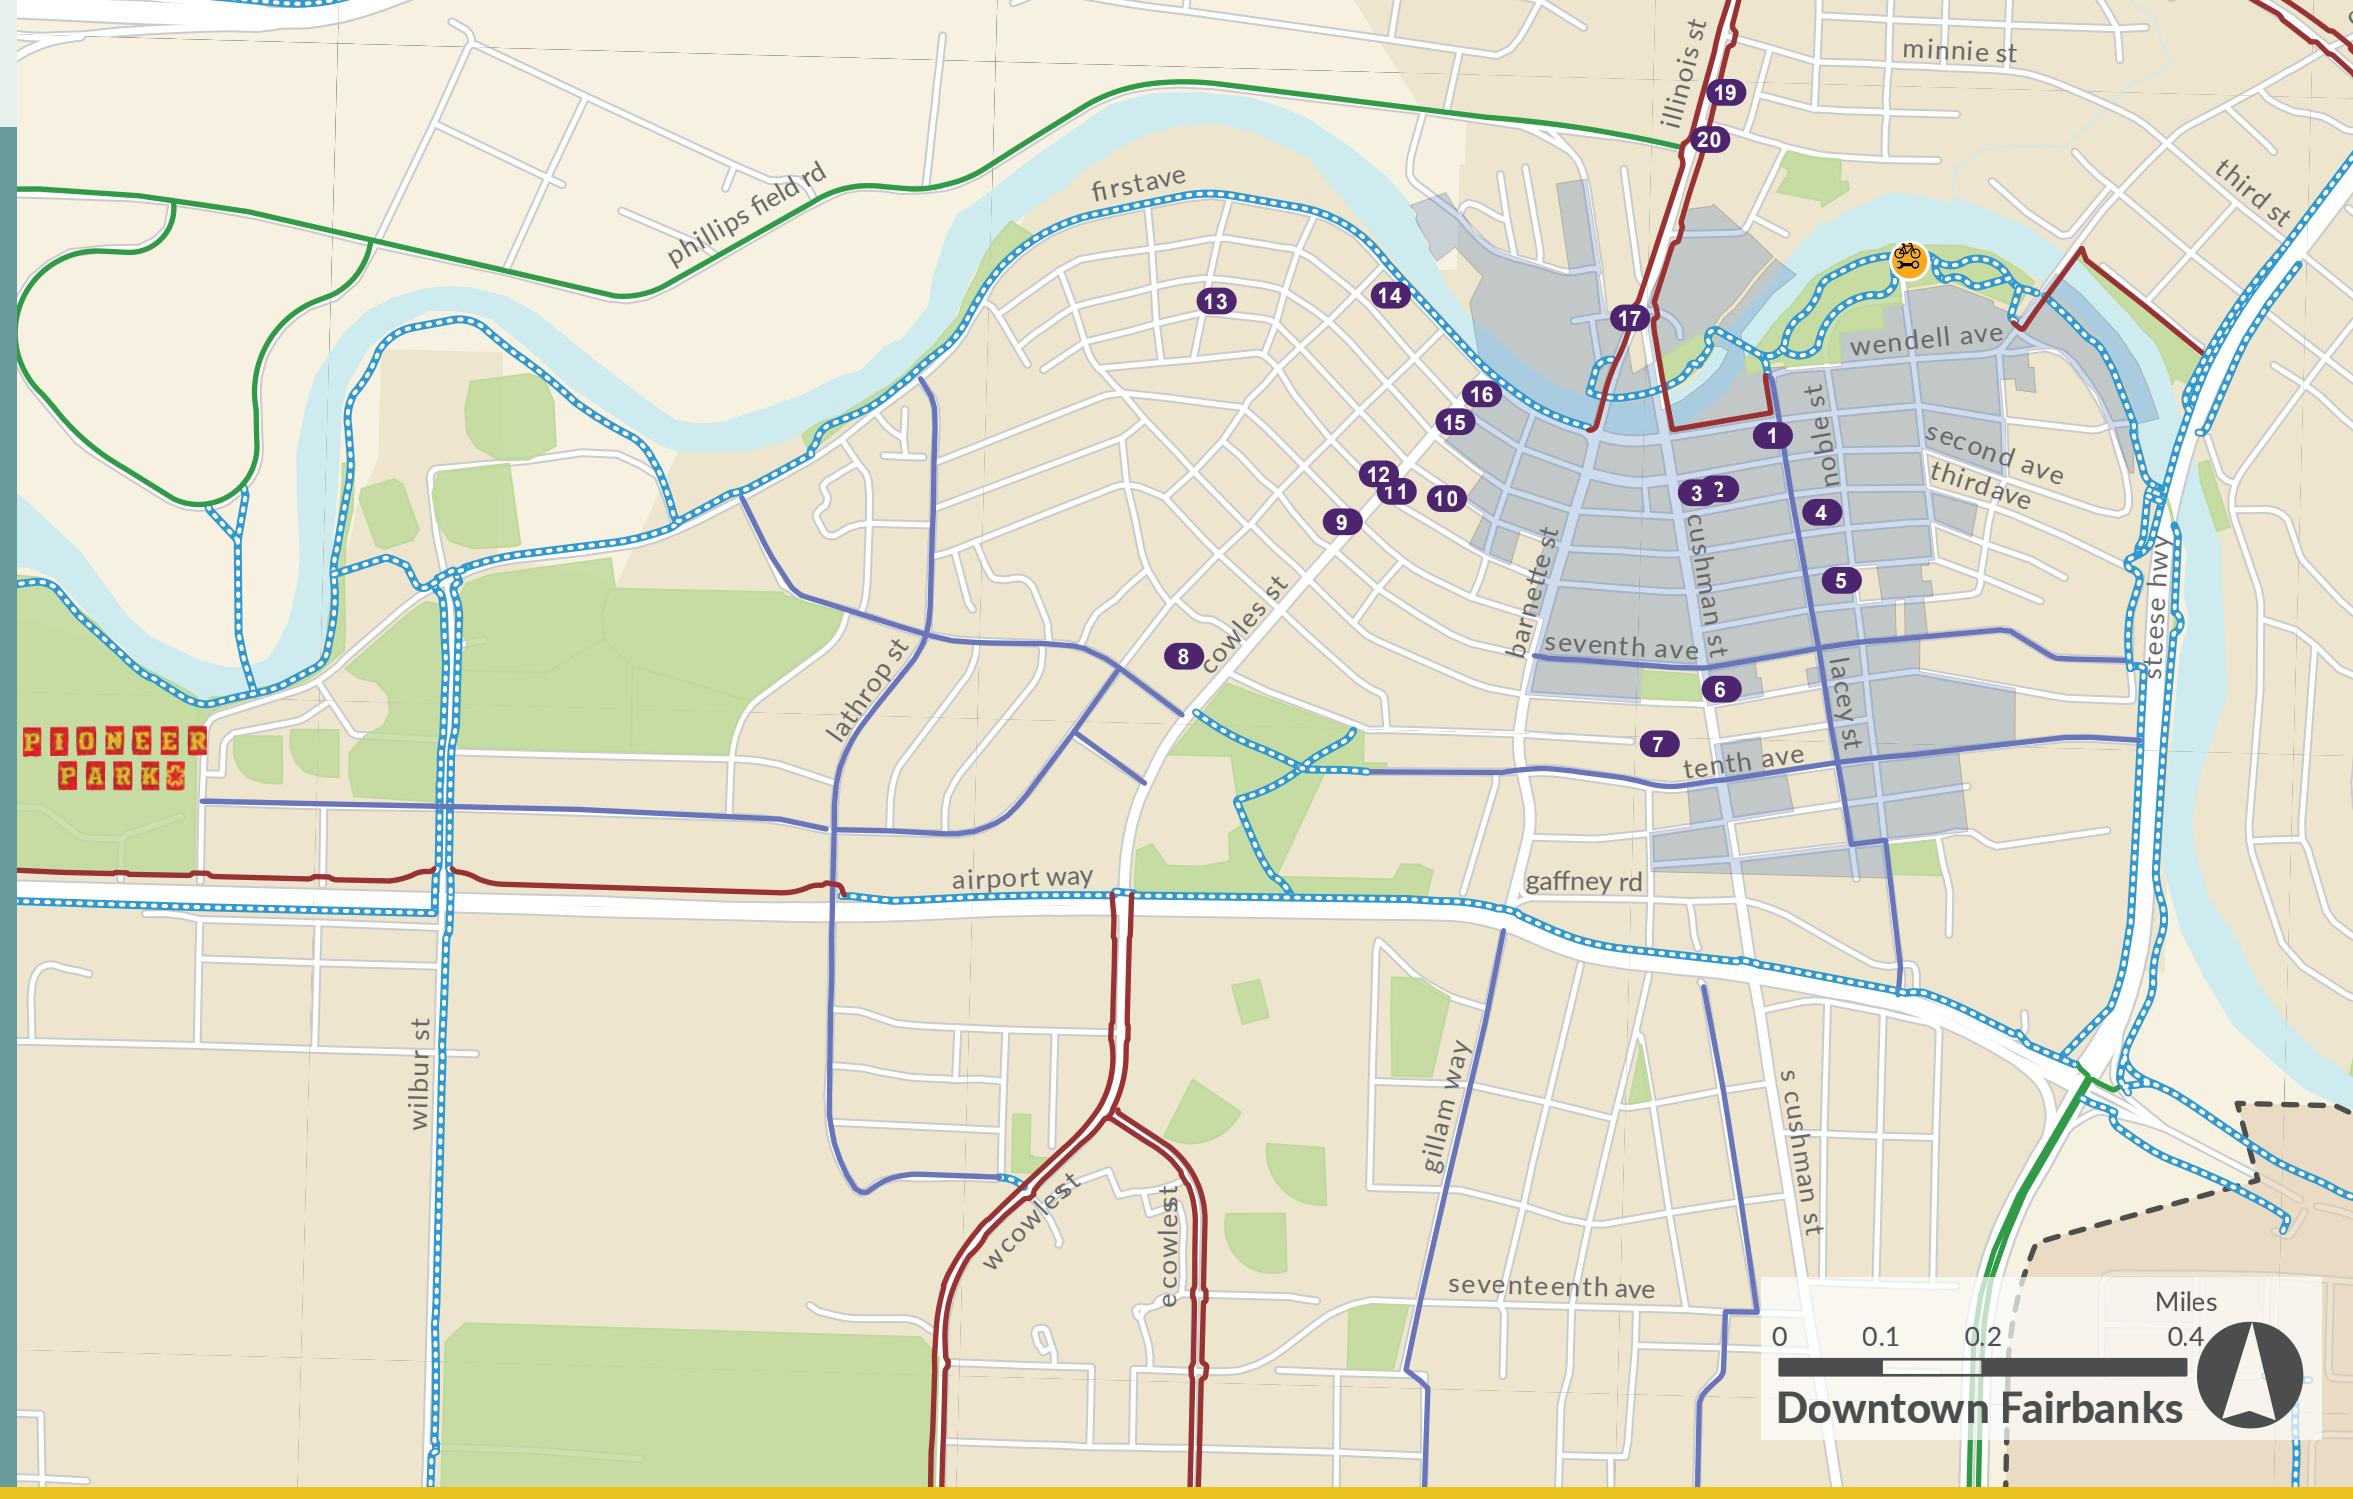 illinois st
minnie st
19
20
third st
phillips field rd
first ave
13
14
17
wendell ave
16
15
1
nobles st
second ave
third ave
12
11
10
3
2
4
9
5
barnette st
cushman st
steese hwy
8
cowles st
seventh ave
6
lacey st
lathrop st
7
tenth ave
PIONEER
PARK
airport way
gaffney rd
wilbur st
gillam way
s cushman st
w cowles st
e cowles st
seventeenth ave
Miles
0 0.1 0.2 0.4
Downtown Fairbanks